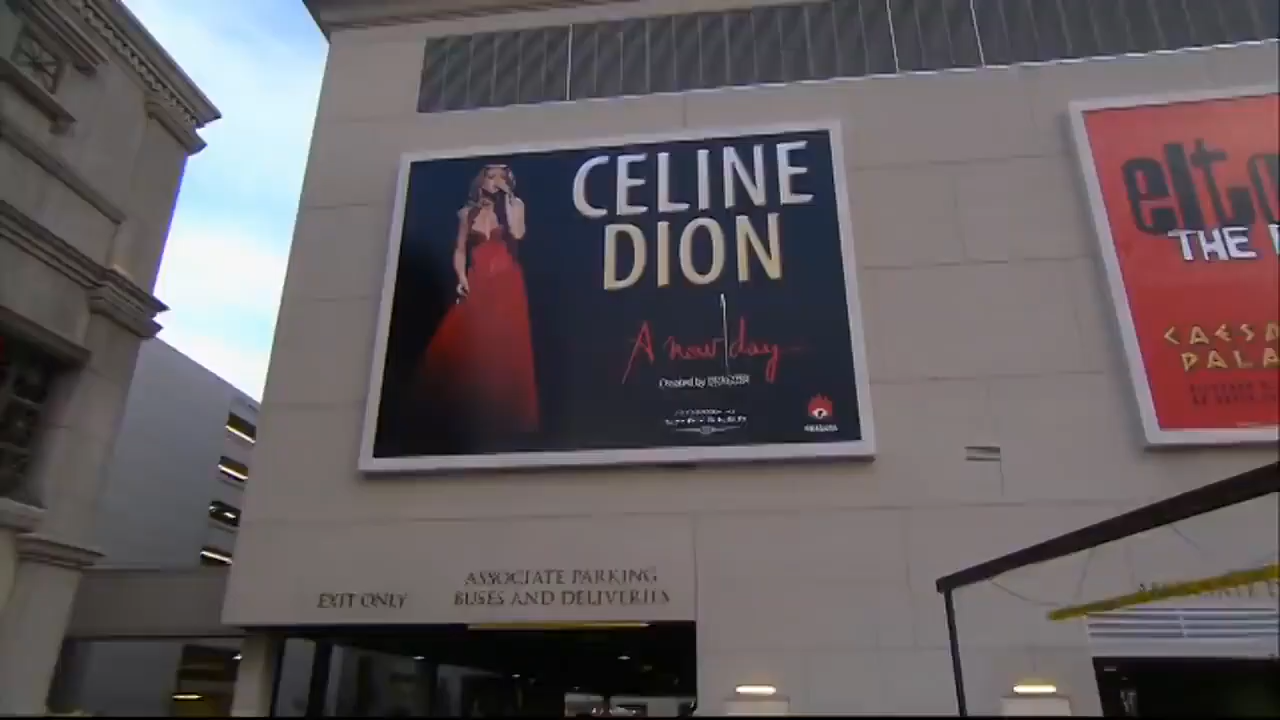 CELINE
DION
A new day...
Created by
elto
THE
CAESA
PALA
ASSOCIATE PARKING
EXIT ONLY
BUSES AND DELIVERIES